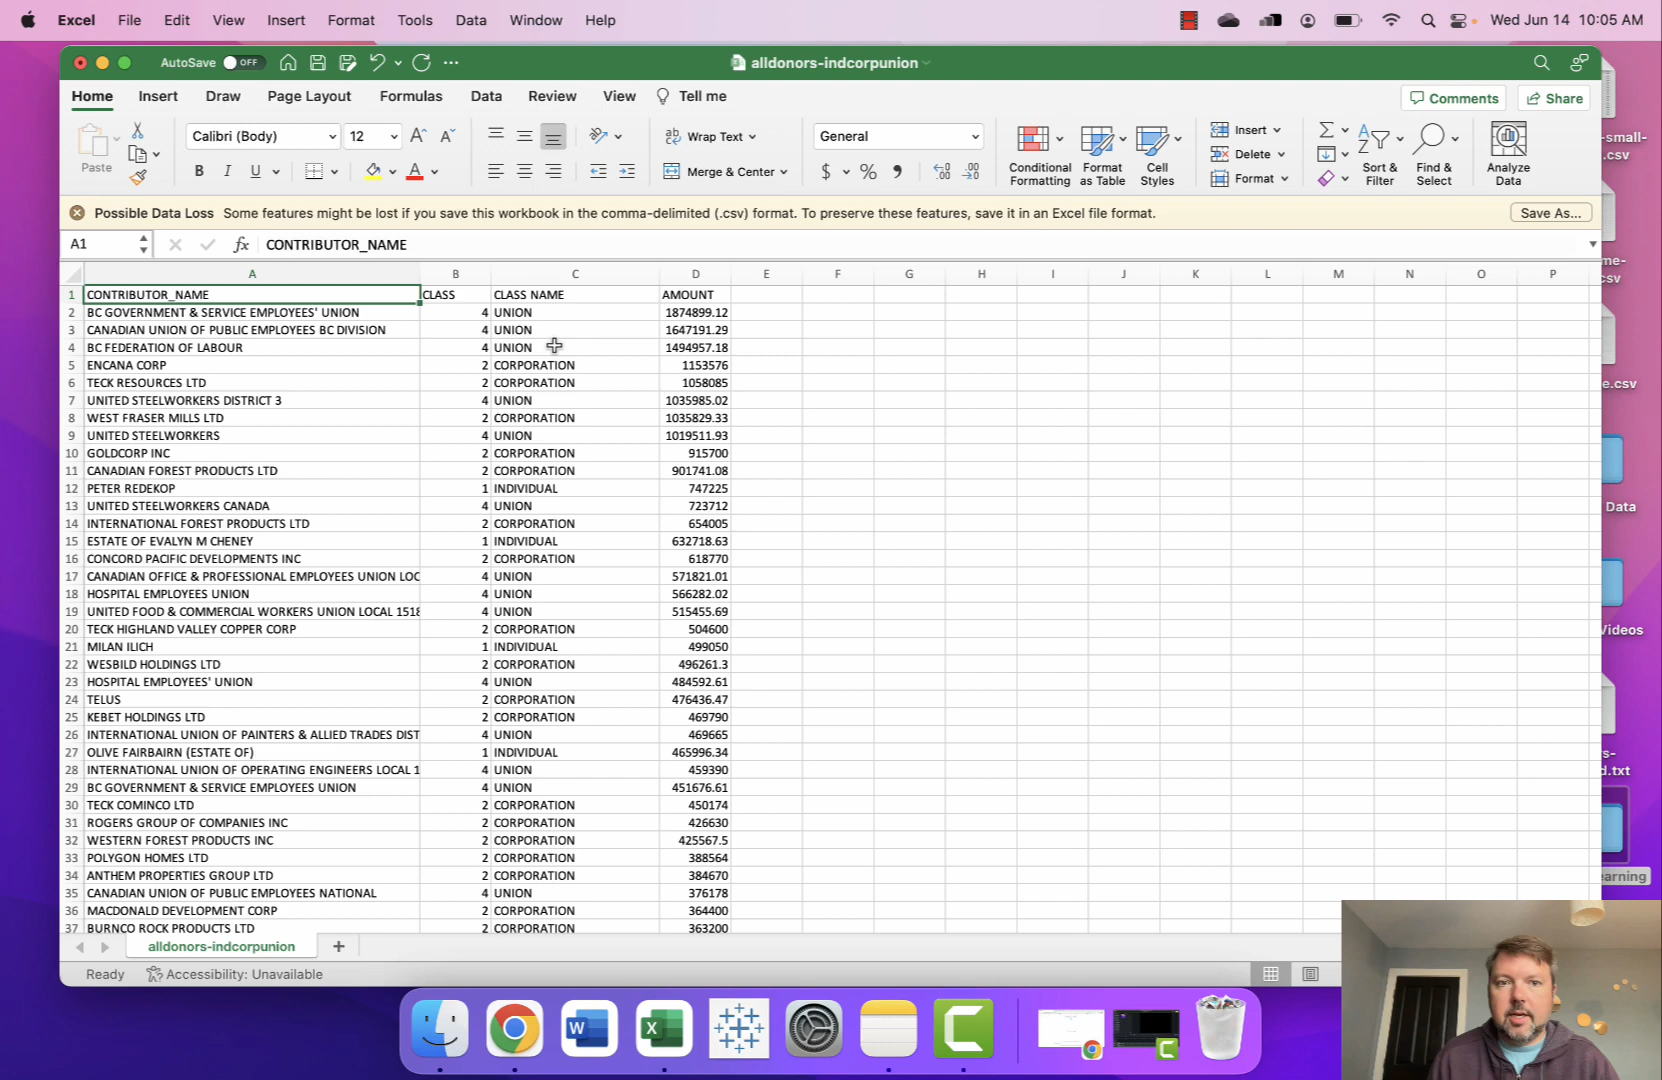 Excel File Edit View Insert Format Tools Data Window Help Wed Jun 14 10:05 AM
AutoSave OFF alldonors-indcorpunion
Home Insert Page Layout Formulas Data Review View Tell me Comments Share
Draw
Paste Calibri (Body) 12 Wrap Text General Insert
B I U Merge & Center $ % Delete
Conditional Formatting Format as Table Cell Styles Format Sort & Filter Find & Select Analyze Data
Possible Data Loss Some features might be lost if you save this workbook in the comma-delimited (.csv) format. To preserve these features, save it in an Excel file format. Save As...
A1 fx CONTRIBUTOR_NAME
A B C D E F G H I J K L M N O P
1 CONTRIBUTOR_NAME CLASS CLASS NAME AMOUNT
2 BC GOVERNMENT & SERVICE EMPLOYEES' UNION 4 UNION 1874899.12
3 CANADIAN UNION OF PUBLIC EMPLOYEES BC DIVISION 4 UNION 1647191.29
4 BC FEDERATION OF LABOUR 4 UNION 1494957.18
5 ENCANA CORP 2 CORPORATION 1153576
6 TECK RESOURCES LTD 2 CORPORATION 1058085
7 UNITED STEELWORKERS DISTRICT 3 4 UNION 1035985.02
8 WEST FRASER MILLS LTD 2 CORPORATION 1035829.33
9 UNITED STEELWORKERS 4 UNION 1019511.93
10 GOLDCORP INC 2 CORPORATION 915700
11 CANADIAN FOREST PRODUCTS LTD 2 CORPORATION 901741.08
12 PETER REDEKOP 1 INDIVIDUAL 747225
13 UNITED STEELWORKERS CANADA 4 UNION 723712
14 INTERNATIONAL FOREST PRODUCTS LTD 2 CORPORATION 654005
15 ESTATE OF EVALYN M CHENEY 1 INDIVIDUAL 632718.63
16 CONCORD PACIFIC DEVELOPMENTS INC 2 CORPORATION 618770
17 CANADIAN OFFICE & PROFESSIONAL EMPLOYEES UNION LOC 4 UNION 571821.01
18 HOSPITAL EMPLOYEES UNION 4 UNION 566282.02
19 UNITED FOOD & COMMERCIAL WORKERS UNION LOCAL 1518 4 UNION 515455.69
20 TECK HIGHLAND VALLEY COPPER CORP 2 CORPORATION 504600
21 MILAN ILICH 1 INDIVIDUAL 499050
22 WESBILD HOLDINGS LTD 2 CORPORATION 496261.3
23 HOSPITAL EMPLOYEES' UNION 4 UNION 484592.61
24 TELUS 2 CORPORATION 476436.47
25 KEBET HOLDINGS LTD 2 CORPORATION 469790
26 INTERNATIONAL UNION OF PAINTERS & ALLIED TRADES DIST 4 UNION 469665
27 OLIVE FAIRBAIRN (ESTATE OF) 1 INDIVIDUAL 465996.34
28 INTERNATIONAL UNION OF OPERATING ENGINEERS LOCAL 1 4 UNION 459390
29 BC GOVERNMENT & SERVICE EMPLOYEES UNION 4 UNION 451676.61
30 TECK COMINCO LTD 2 CORPORATION 450174
31 ROGERS GROUP OF COMPANIES INC 2 CORPORATION 426630
32 WESTERN FOREST PRODUCTS INC 2 CORPORATION 425567.5
33 POLYGON HOMES LTD 2 CORPORATION 388564
34 ANTHEM PROPERTIES GROUP LTD 2 CORPORATION 384670
35 CANADIAN UNION OF PUBLIC EMPLOYEES NATIONAL 4 UNION 376178
36 MACDONALD DEVELOPMENT CORP 2 CORPORATION 364400
37 BURNCO ROCK PRODUCTS LTD 2 CORPORATION 363200
alldonors-indcorpunion
Ready Accessibility: Unavailable
-small-
.csv
me-
csv
e.csv
Data
Videos
s-
d.txt
earning